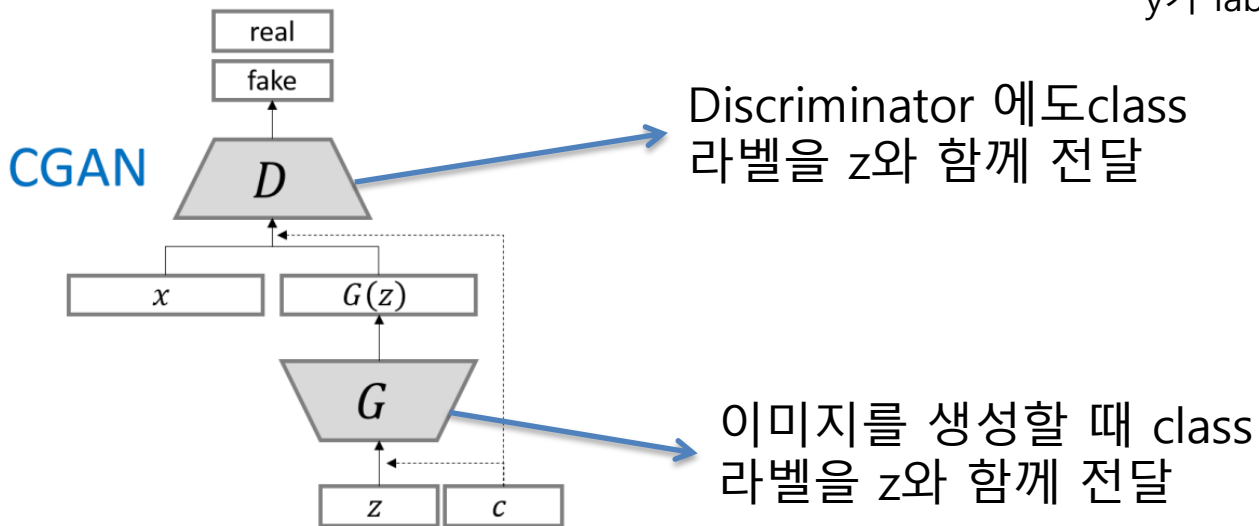 real
fake
CGAN
D
x
G(z)
G
z
c
Discriminator 에도class
라벨을 z와 함께 전달
이미지를 생성할 때 class
라벨을 z와 함께 전달